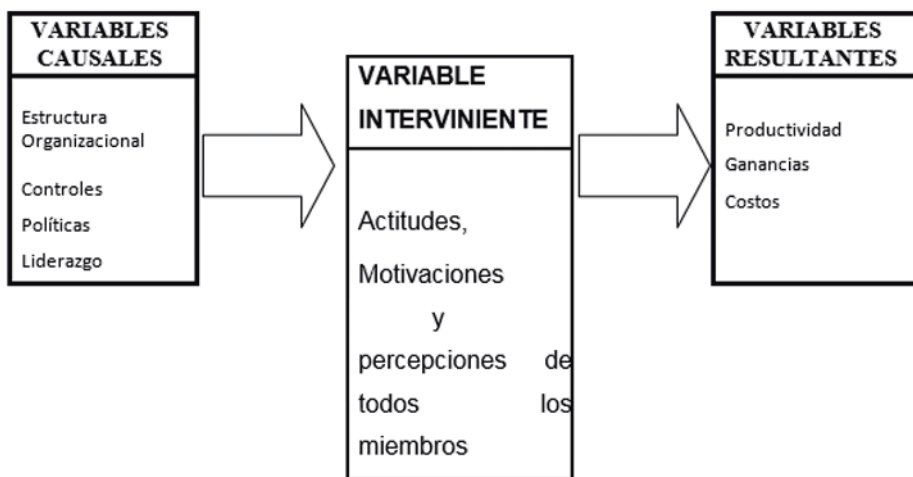 VARIABLES
CAUSALES
Estructura
Organizacional
Controles
Políticas
Liderazgo
VARIABLE
INTERVINIENTE
Actitudes,
Motivaciones
y
percepciones de
todos los
miembros
VARIABLES
RESULTANTES
Productividad
Ganancias
Costos